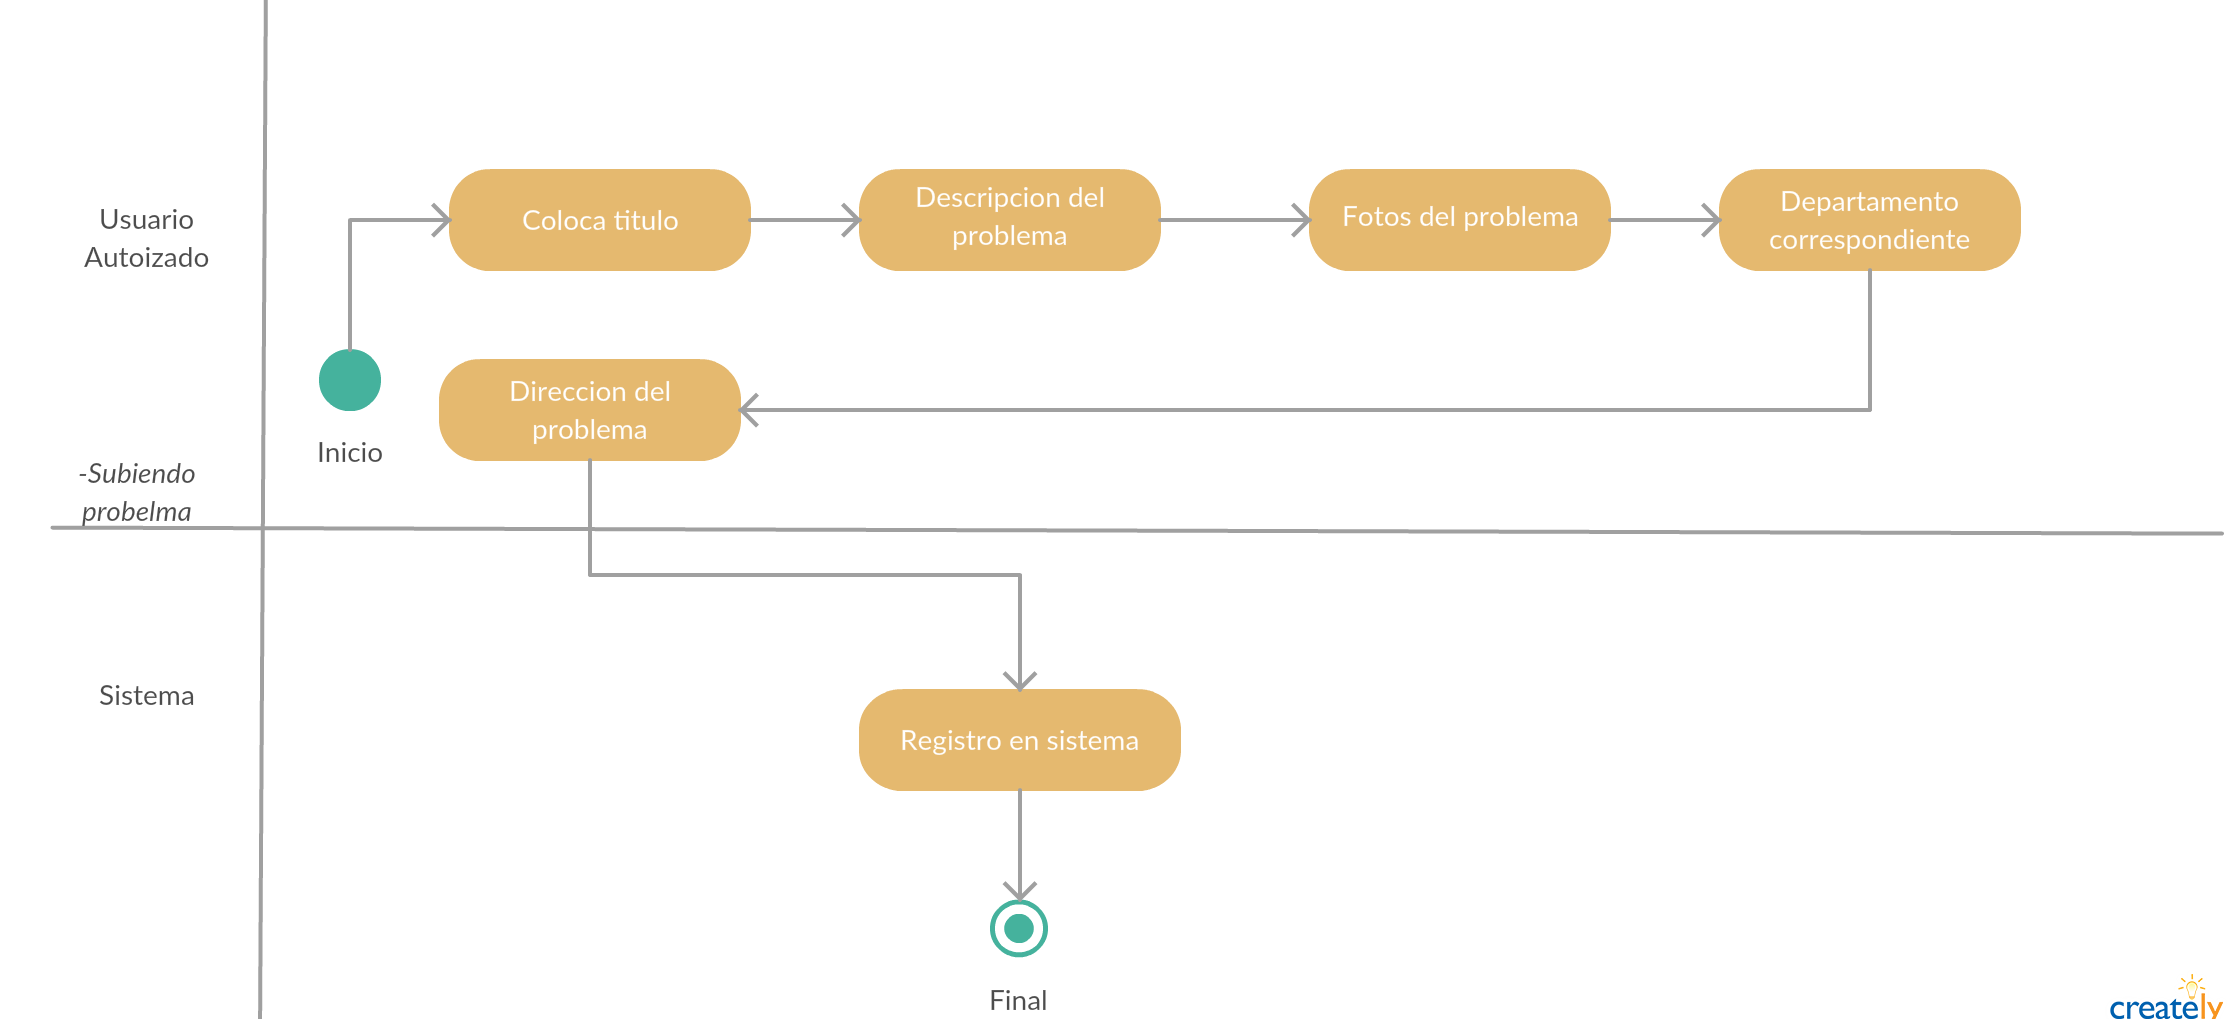 Usuario
Autoizado
Coloca titulo
Descripcion del
problema
Fotos del problema
Departamento
correspondiente
Inicio
Direccion del
problema
-Subiendo
probelma
Sistema
Registro en sistema
Final
creately